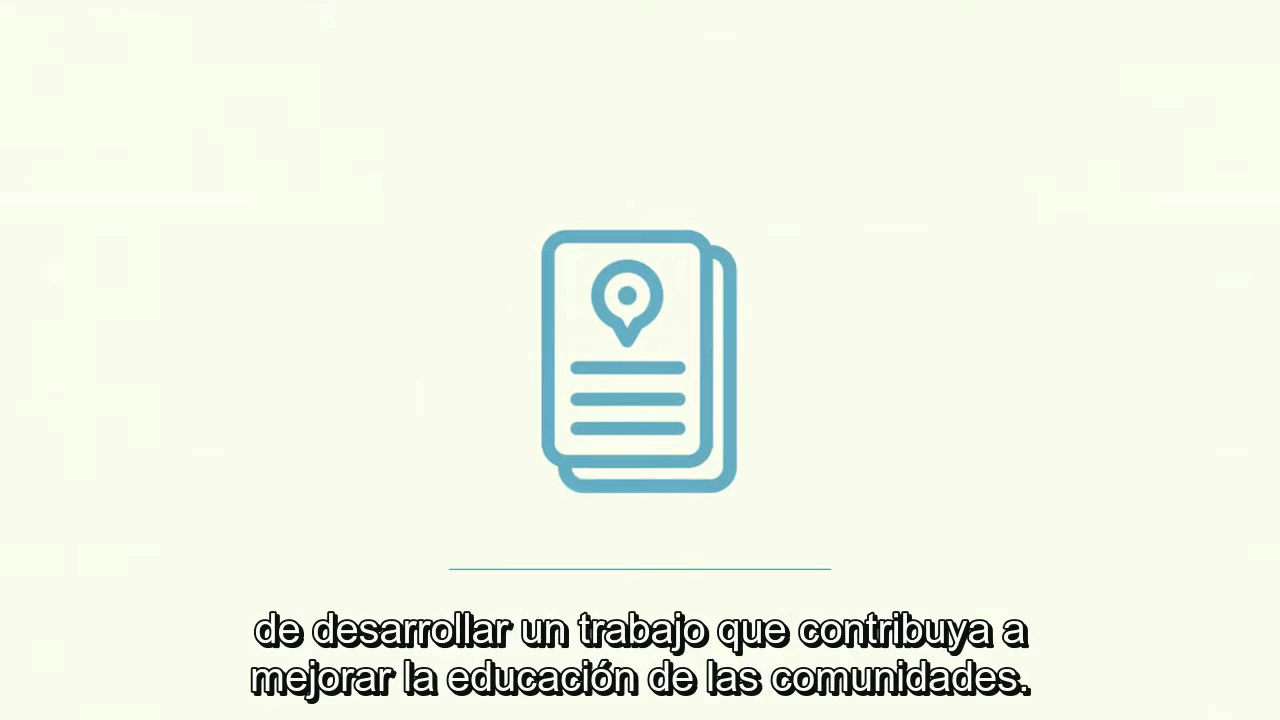 de desarrollar un trabajo que contribuya a
mejorar la educación de las comunidades.